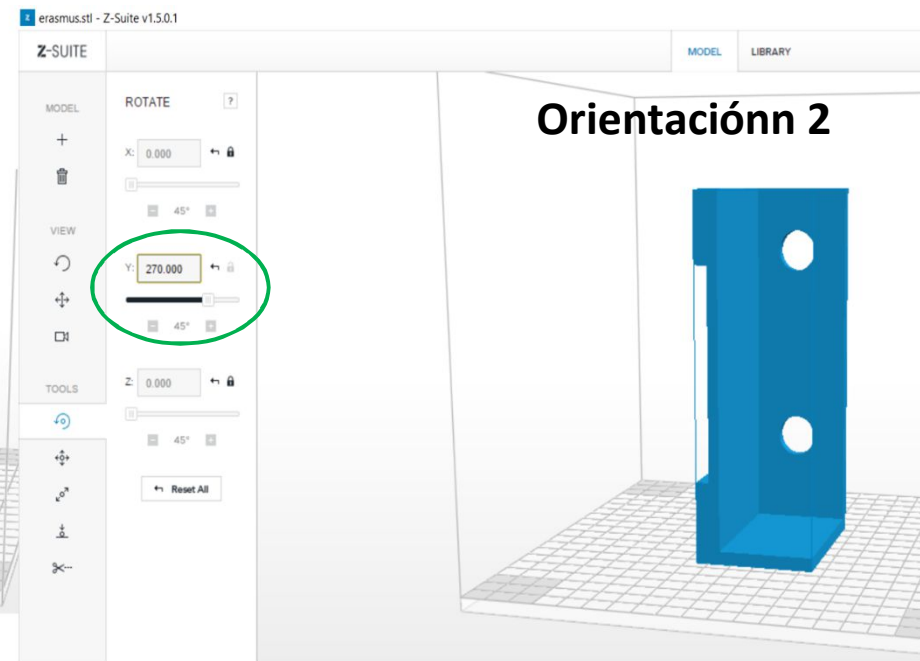 erasmus.stl - Z-Suite v1.5.0.1
Z-SUITE
MODEL
LIBRARY
MODEL
VIEW
TOOLS
ROTATE
?
X: 0.000
45°
Y: 270.000
45°
Z: 0.000
45°
Reset All
Orientaciónn 2